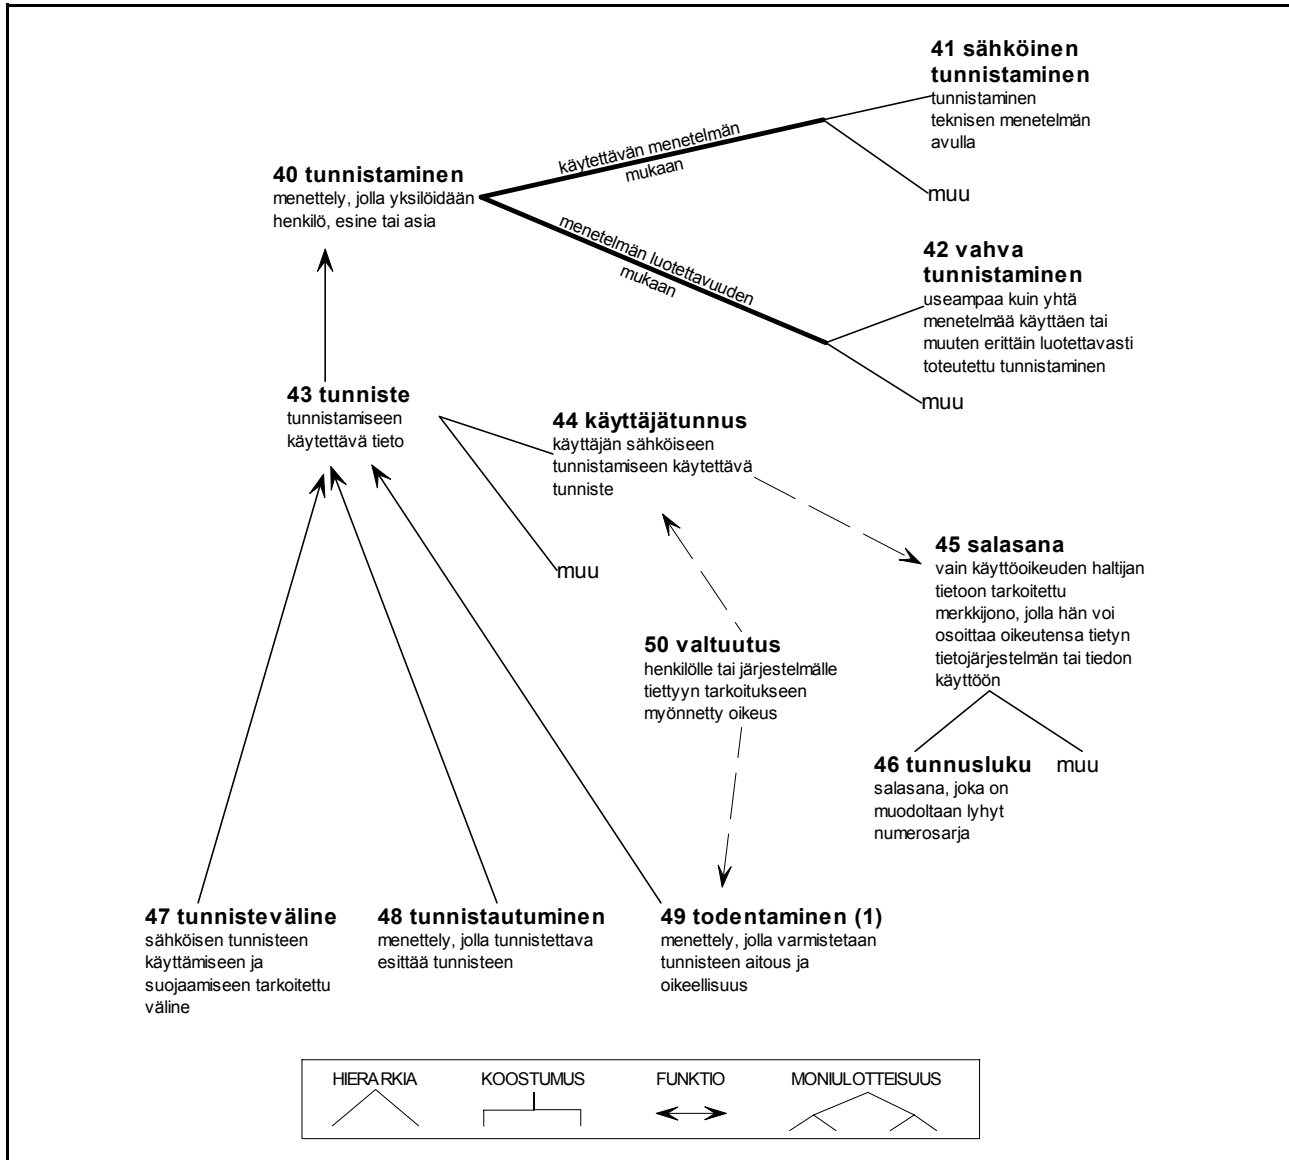 41 sähköinen
tunnistaminen
tunnistaminen
teknisen menetelmän
avulla
käytettävän menetelmän
mukaan
40 tunnistaminen
menettely, jolla yksilöidään
henkilö, esine tai asia
muu
menetelmän luotettavuuden
mukaan
42 vahva
tunnistaminen
useampaa kuin yhtä
menetelmää käyttäen tai
muuten erittäin luotettavasti
toteutettu tunnistaminen
muu
43 tunniste
tunnistamiseen
käytettävä tieto
44 käyttäjätunnus
käyttäjän sähköiseen
tunnistamiseen käytettävä
tunniste
muu
45 salasana
vain käyttöoikeuden haltijan
tietoon tarkoitettu
merkkijono, jolla hän voi
osoittaa oikeutensa tietyn
tietojärjestelmän tai tiedon
käyttöön
50 valtuutus
henkilölle tai järjestelmälle
tiettyyn tarkoitukseen
myönnetty oikeus
46 tunnusluku
salasana, joka on
muodoltaan lyhyt
numerosarja
muu
47 tunnisteväline
sähköisen tunnisteen
käyttämiseen ja
suojaamiseen tarkoitettu
väline
48 tunnistautuminen
menettely, jolla tunnistettava
esittää tunnisteen
49 todentaminen (1)
menettely, jolla varmistetaan
tunnisteen aitous ja
oikeellisuus
HIERARKIA KOOSTUMUS FUNKTIO MONIULOTTEISUUS